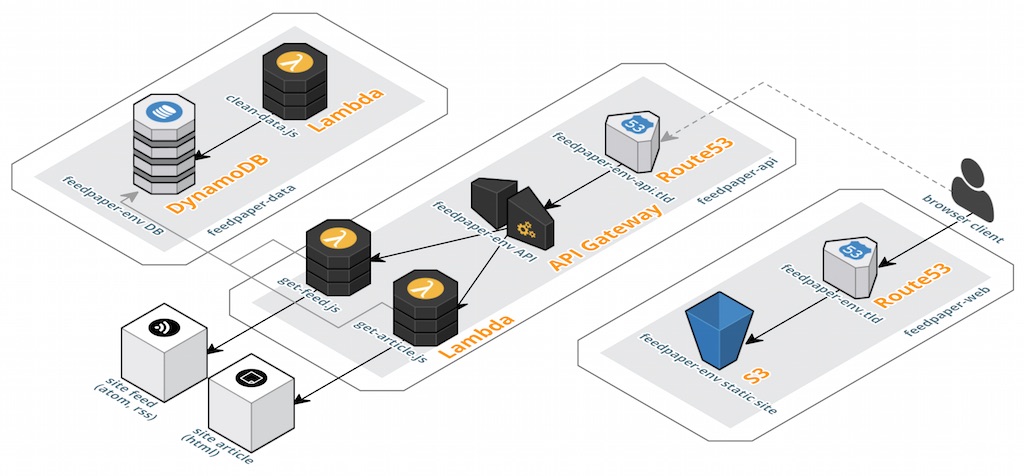 clean-data.js
Lambda
feedpaper-env DB
DynamoDB
feedpaper-data
53
feedpaper-env-api.tld
Route53
feedpaper-api
feedpaper-env API
API Gateway
get-feed.js
get-article.js
Lambda
site feed
(atom, rss)
site article
(html)
browser client
53
feedpaper-env.tld
Route53
feedpaper-web
feedpaper-env static site
S3